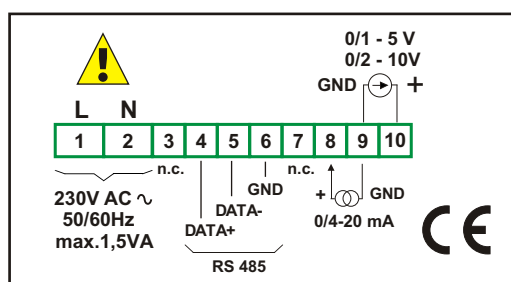 0/1 - 5 V
0/2 - 10V
GND +
L N
1 2 3 4 5 6 7 8 9 10
n.c. n.c.
230V AC ∿
50/60Hz
max.1,5VA
DATA+
DATA-
GND
+ GND
0/4-20 mA
RS 485
CE
!